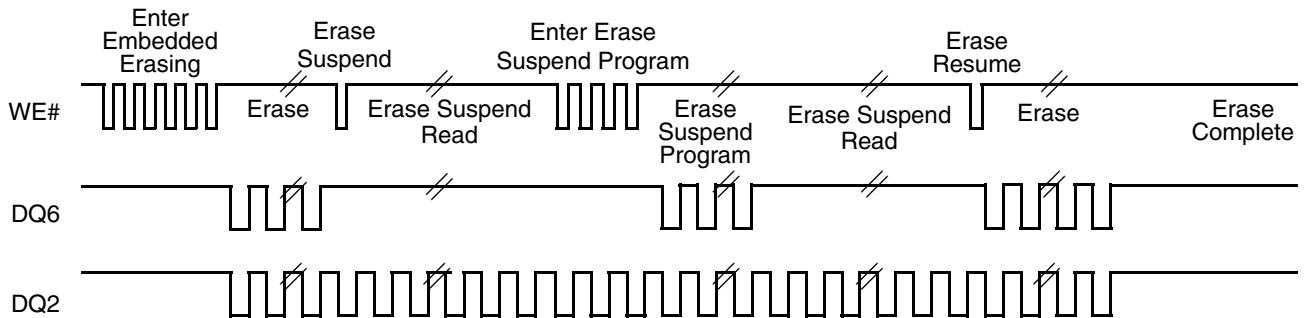 Enter
Embedded
Erasing
Erase
Suspend
Enter Erase
Suspend Program
Erase
Resume
WE#
Erase
Erase Suspend
Read
Erase
Suspend
Program
Erase Suspend
Read
Erase
Erase
Complete
DQ6
DQ2